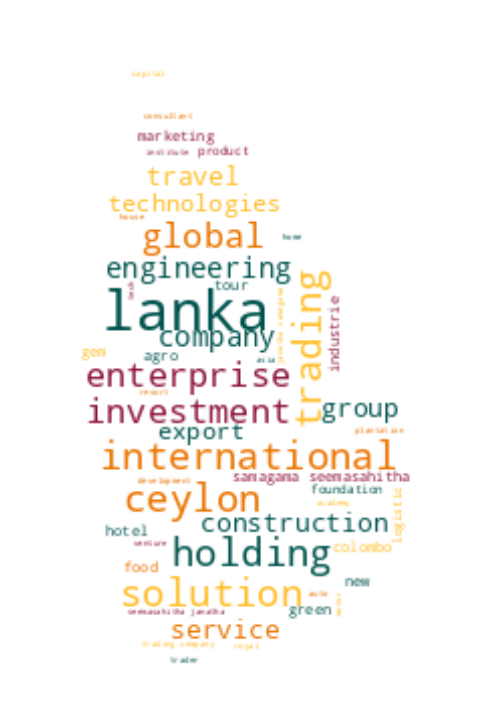 capital
consultant
marketing
institute product
travel
technologies
house
global
home
engineering
tour
lanka
trading
industrie
company
gem
agro
asia
enterprise
resort
investment
group
export
plantation
international
samagama seemasahitha
development
foundation
ceylon
academy
logistic
construction
hotel
venture
holding
colombo
food
new
solution
auto
green
seemasahitha janatha
service
trading company
royal
trader